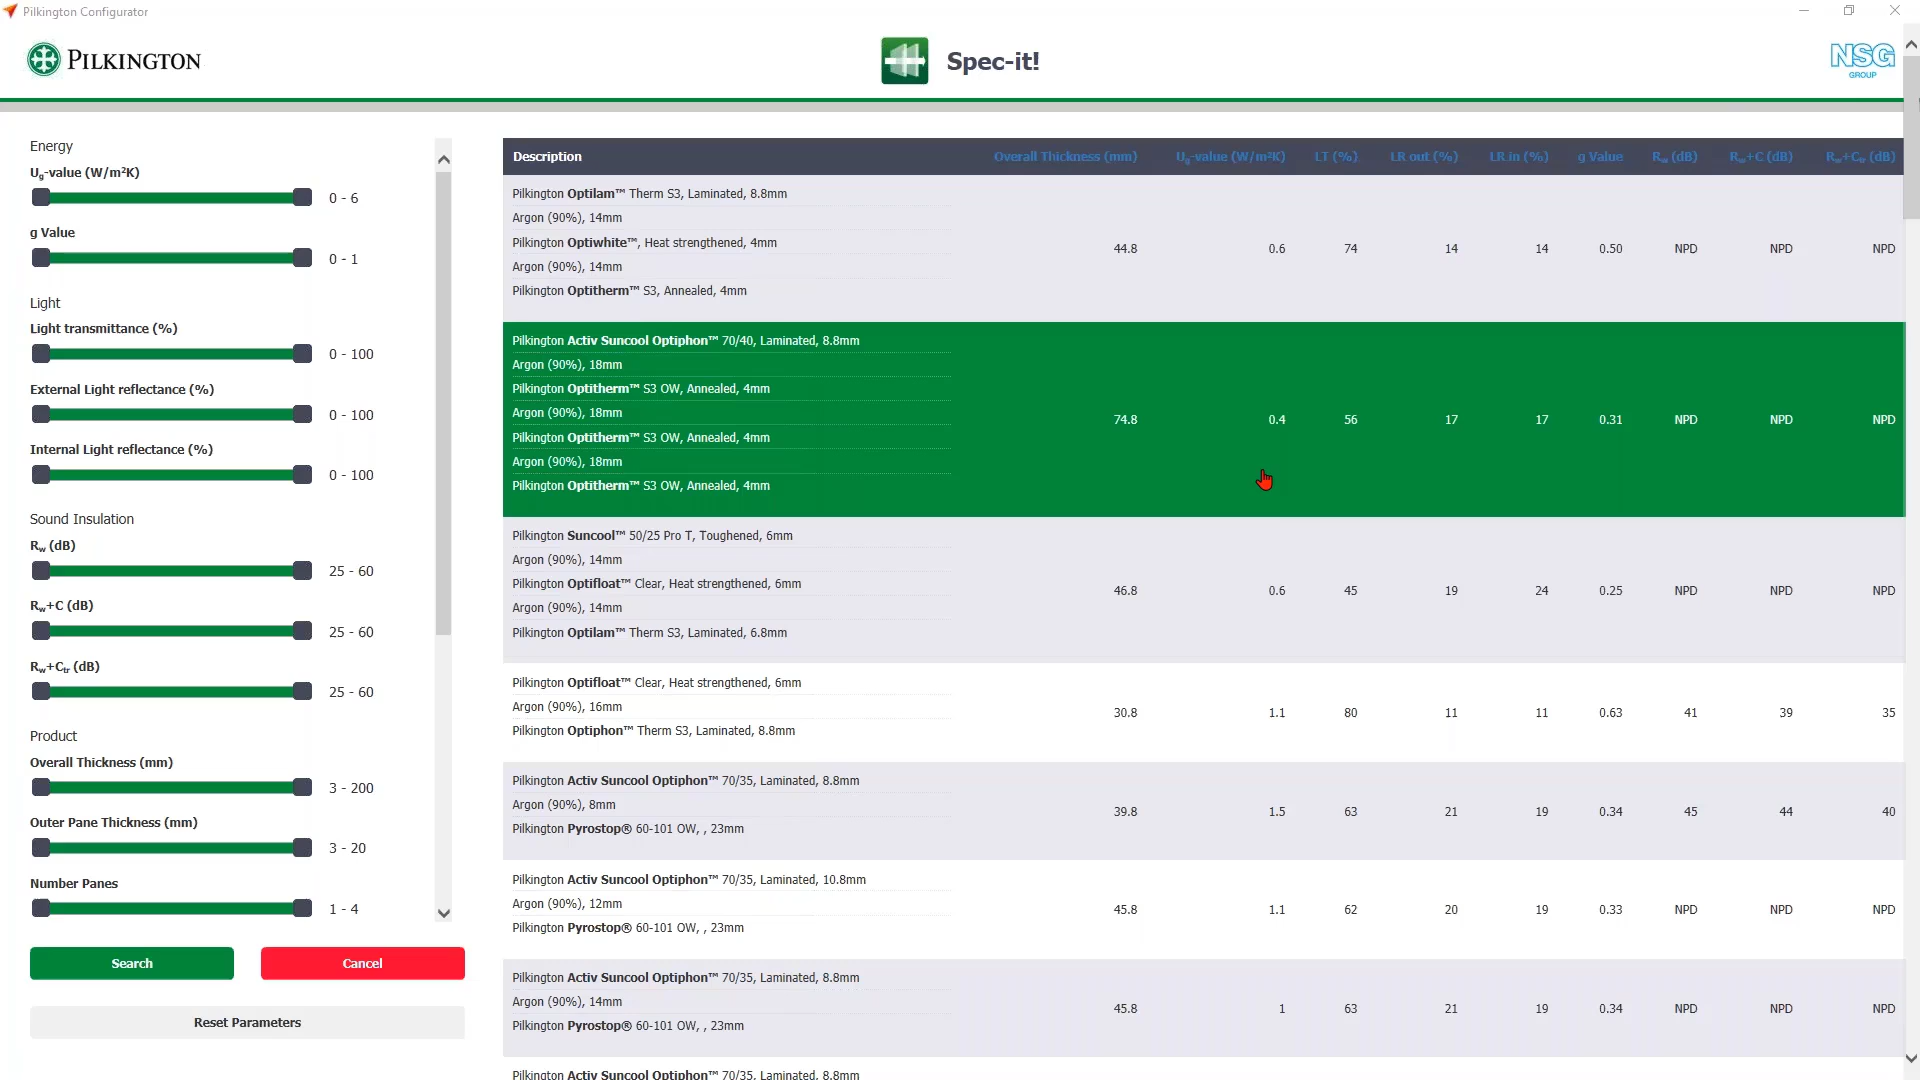 Pilkington Configurator
PILKINGTON
Spec-it!
NSG
GROUP
Energy
Ug-value (W/m²K)
0 - 6
g Value
0 - 1
Light
Light transmittance (%)
0 - 100
External Light reflectance (%)
0 - 100
Internal Light reflectance (%)
0 - 100
Sound Insulation
Rw (dB)
25 - 60
Rw+C (dB)
25 - 60
Rw+Ctr (dB)
25 - 60
Product
Overall Thickness (mm)
3 - 200
Outer Pane Thickness (mm)
3 - 20
Number Panes
1 - 4
Search Cancel
Reset Parameters
Description Overall Thickness (mm) Ug-value (W/m²K) LT (%) LR out (%) LR in (%) g Value Rw (dB) Rw+C (dB) Rw+Ctr (dB)
Pilkington Optilam™ Therm S3, Laminated, 8.8mm
Argon (90%), 14mm
Pilkington Optiwhite™, Heat strengthened, 4mm
Argon (90%), 14mm
Pilkington Optitherm™ S3, Annealed, 4mm
44.8 0.6 74 14 14 0.50 NPD NPD NPD
Pilkington Activ Suncool Optiphon™ 70/40, Laminated, 8.8mm
Argon (90%), 18mm
Pilkington Optitherm™ S3 OW, Annealed, 4mm
Argon (90%), 18mm
Pilkington Optitherm™ S3 OW, Annealed, 4mm
Argon (90%), 18mm
Pilkington Optitherm™ S3 OW, Annealed, 4mm
74.8 0.4 56 17 17 0.31 NPD NPD NPD
Pilkington Suncool™ 50/25 Pro T, Toughened, 6mm
Argon (90%), 14mm
Pilkington Optifloat™ Clear, Heat strengthened, 6mm
Argon (90%), 14mm
Pilkington Optilam™ Therm S3, Laminated, 6.8mm
46.8 0.6 45 19 24 0.25 NPD NPD NPD
Pilkington Optifloat™ Clear, Heat strengthened, 6mm
Argon (90%), 16mm
Pilkington Optiphon™ Therm S3, Laminated, 8.8mm
30.8 1.1 80 11 11 0.63 41 39 35
Pilkington Activ Suncool Optiphon™ 70/35, Laminated, 8.8mm
Argon (90%), 8mm
Pilkington Pyrostop® 60-101 OW, , 23mm
39.8 1.5 63 21 19 0.34 45 44 40
Pilkington Activ Suncool Optiphon™ 70/35, Laminated, 10.8mm
Argon (90%), 12mm
Pilkington Pyrostop® 60-101 OW, , 23mm
45.8 1.1 62 20 19 0.33 NPD NPD NPD
Pilkington Activ Suncool Optiphon™ 70/35, Laminated, 8.8mm
Argon (90%), 14mm
Pilkington Pyrostop® 60-101 OW, , 23mm
45.8 1 63 21 19 0.34 NPD NPD NPD
Pilkington Activ Suncool Optiphon™ 70/35, Laminated, 8.8mm